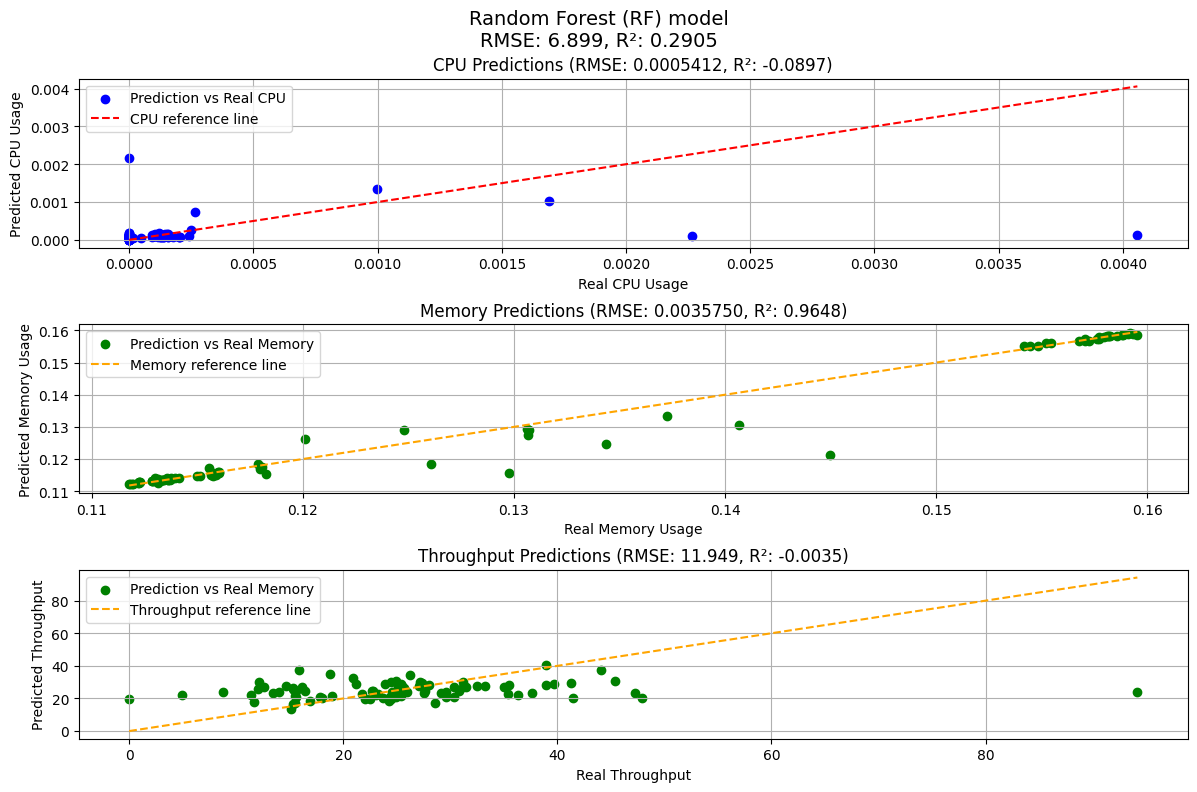 Random Forest (RF) model
RMSE: 6.899, R²: 0.2905
CPU Predictions (RMSE: 0.0005412, R²: -0.0897)
Prediction vs Real CPU
CPU reference line
Predicted CPU Usage
0.004
0.003
0.002
0.001
0.000
0.0000 0.0005 0.0010 0.0015 0.0020 0.0025 0.0030 0.0035 0.0040
Real CPU Usage
Memory Predictions (RMSE: 0.0035750, R²: 0.9648)
Prediction vs Real Memory
Memory reference line
Predicted Memory Usage
0.16
0.15
0.14
0.13
0.12
0.11
0.11 0.12 0.13 0.14 0.15 0.16
Real Memory Usage
Throughput Predictions (RMSE: 11.949, R²: -0.0035)
Prediction vs Real Memory
Throughput reference line
Predicted Throughput
80
60
40
20
0
0 20 40 60 80
Real Throughput